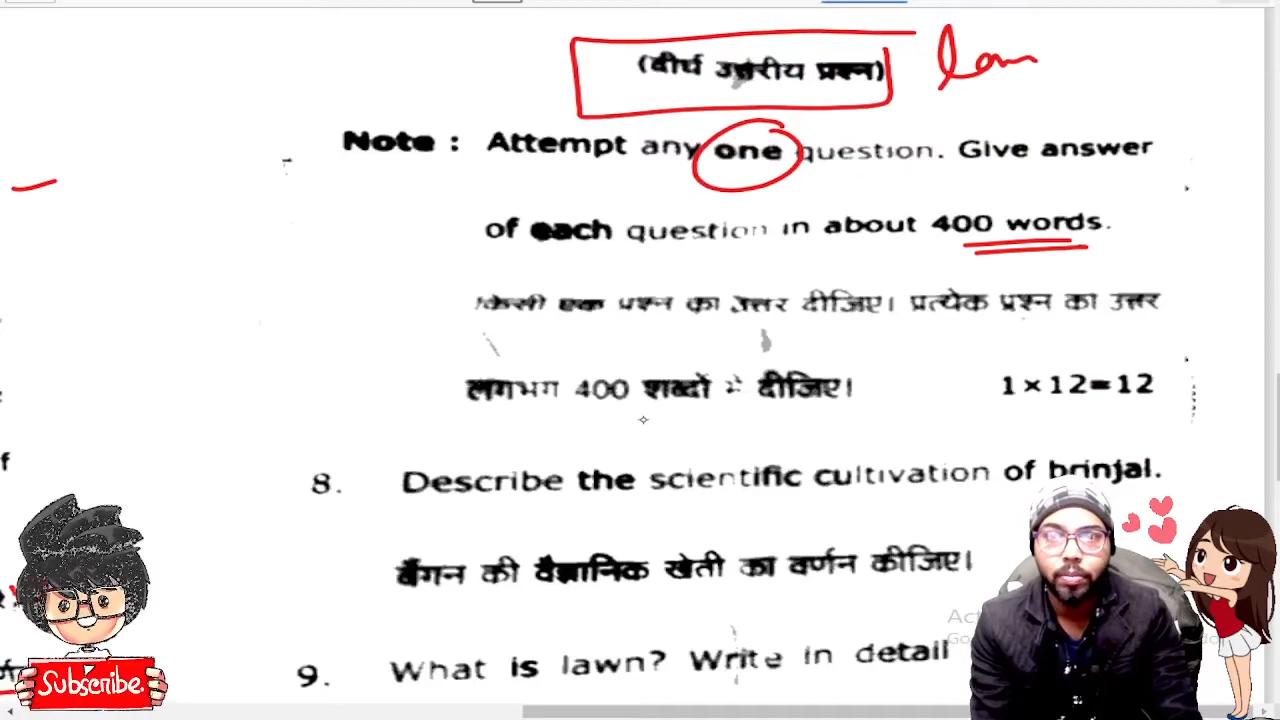 (दीर्घ उत्तरीय प्रश्न)
Note : Attempt any one question. Give answer
of each question in about 400 words.
किसी एक प्रश्न का उत्तर दीजिए। प्रत्येक प्रश्न का उत्तर
लगभग 400 शब्दों में दीजिए।
1 × 12 = 12
8. Describe the scientific cultivation of brinjal.
बैंगन की वैज्ञानिक खेती का वर्णन कीजिए।
9. What is lawn? Write in detail
Subscribe.